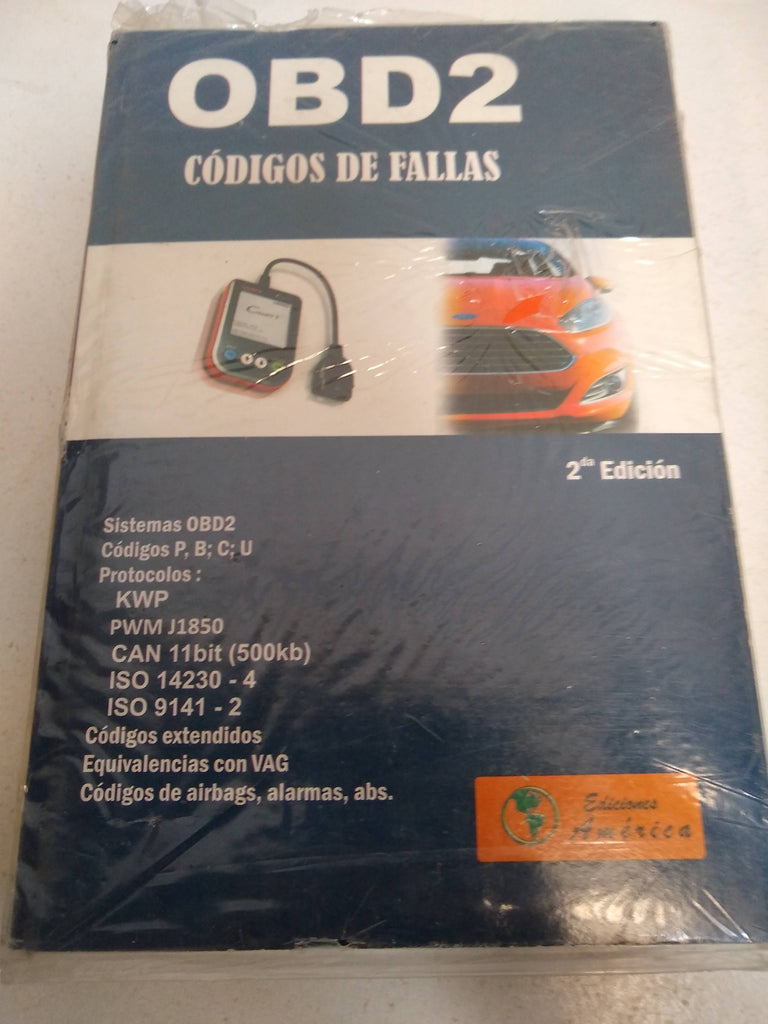 OBD2
CÓDIGOS DE FALLAS
2da Edición
Sistemas OBD2
Códigos P, B; C; U
Protocolos :
KWP
PWM J1850
CAN 11bit (500kb)
ISO 14230 - 4
ISO 9141 - 2
Códigos extendidos
Equivalencias con VAG
Códigos de airbags, alarmas, abs.
Ediciones
América